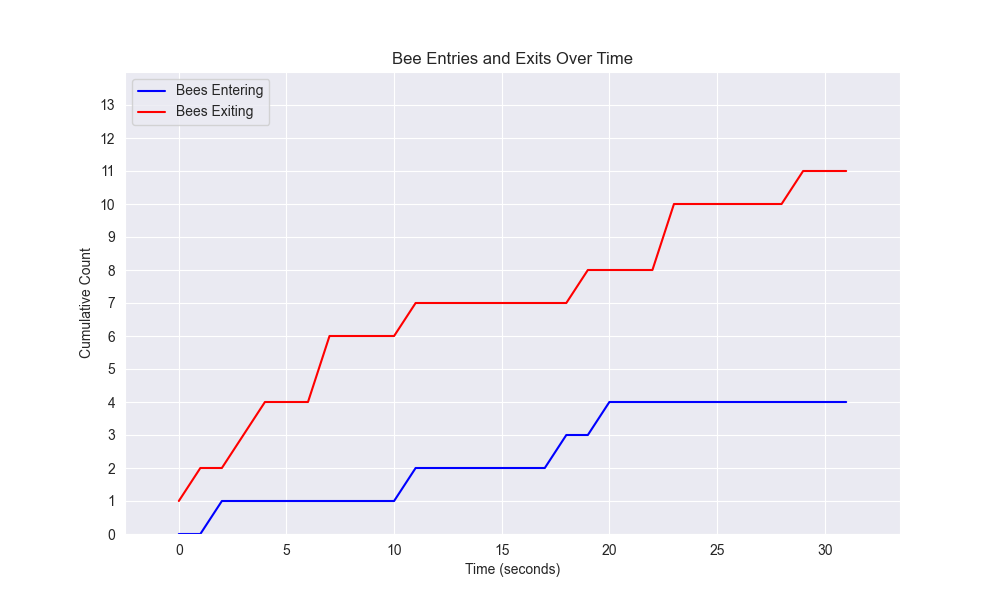 Bee Entries and Exits Over Time
Bees Entering
Bees Exiting
13
12
11
10
9
8
7
6
5
4
3
2
1
0
Cumulative Count
0 5 10 15 20 25 30
Time (seconds)